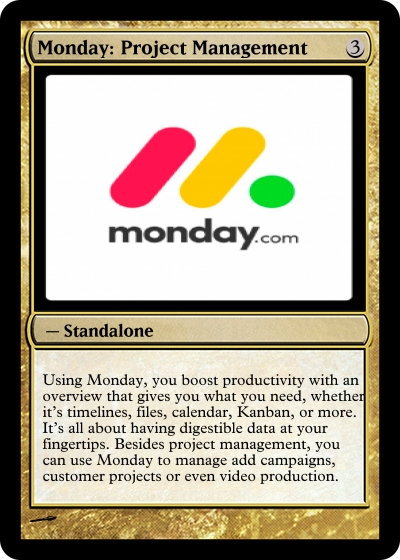 Monday: Project Management 3
monday.com
— Standalone
Using Monday, you boost productivity with an
overview that gives you what you need, whether
it's timelines, files, calendar, Kanban, or more.
It's all about having digestible data at your
fingertips. Besides project management, you
can use Monday to manage add campaigns,
customer projects or even video production.